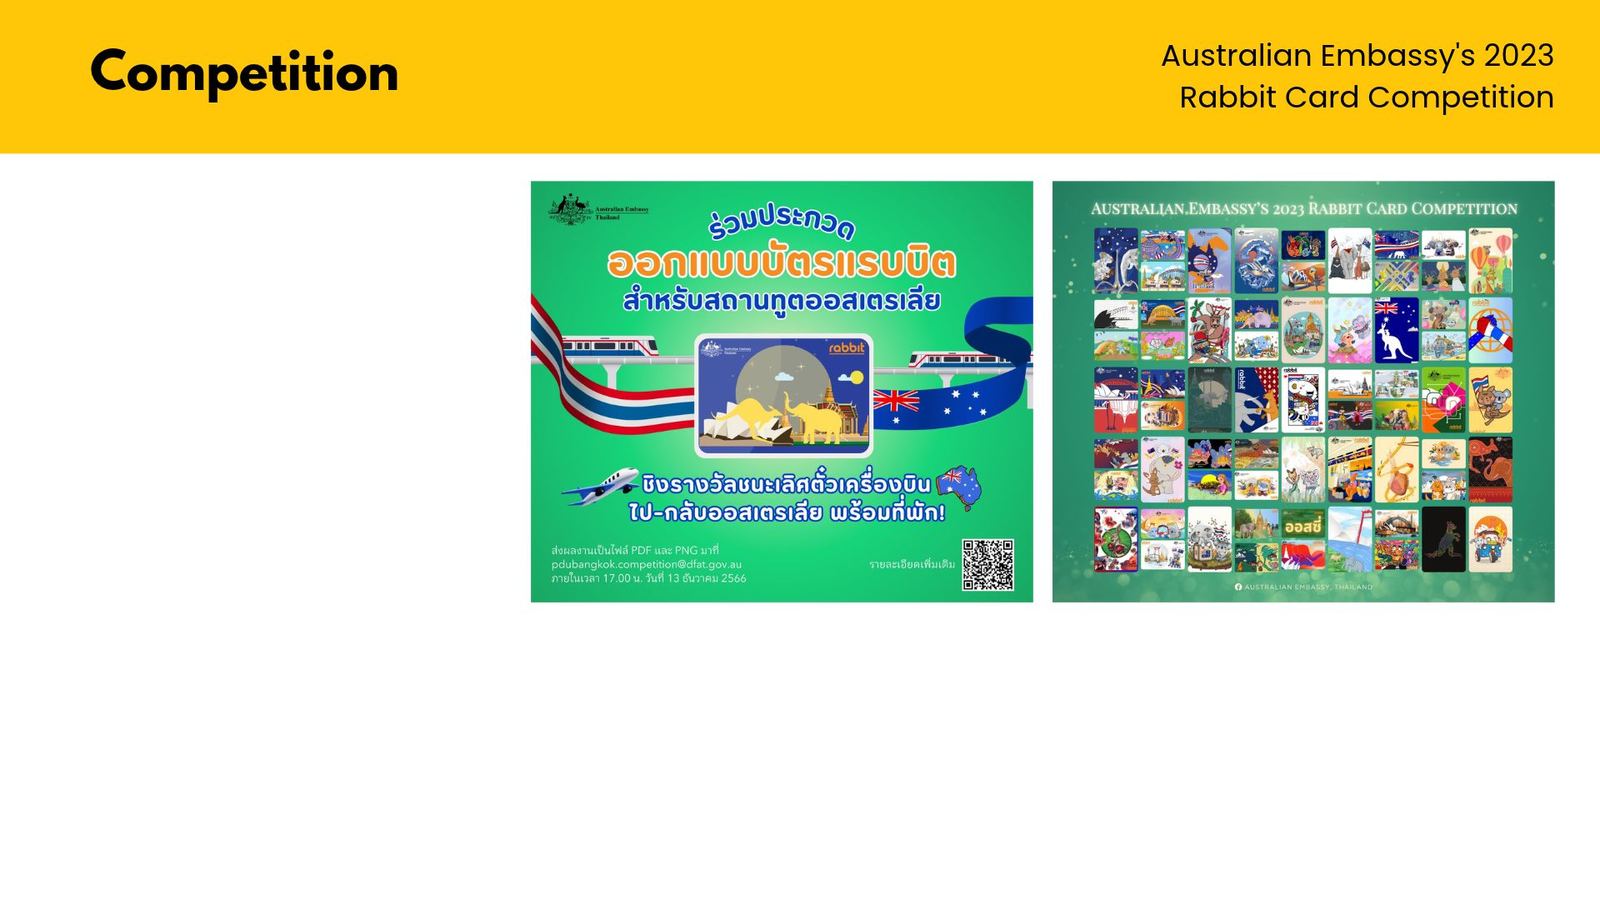 Competition
Australian Embassy's 2023
Rabbit Card Competition
Australian Embassy
Thailand
ร่วมประกวด
ออกแบบบัตรแรบบิต
สำหรับสถานทูตออสเตรเลีย
rabbit
ชิงรางวัลชนะเลิศตั๋วเครื่องบิน
ไป-กลับออสเตรเลีย พร้อมที่พัก!
ส่งผลงานเป็นไฟล์ PDF และ PNG มาที่
pdubangkok.competition@dfat.gov.au
ภายในเวลา 17.00 น. วันที่ 13 ธันวาคม 2566
รายละเอียดเพิ่มเติม
AUSTRALIAN EMBASSY'S 2023 RABBIT CARD COMPETITION
ออสซี่
AUSTRALIAN EMBASSY, THAILAND